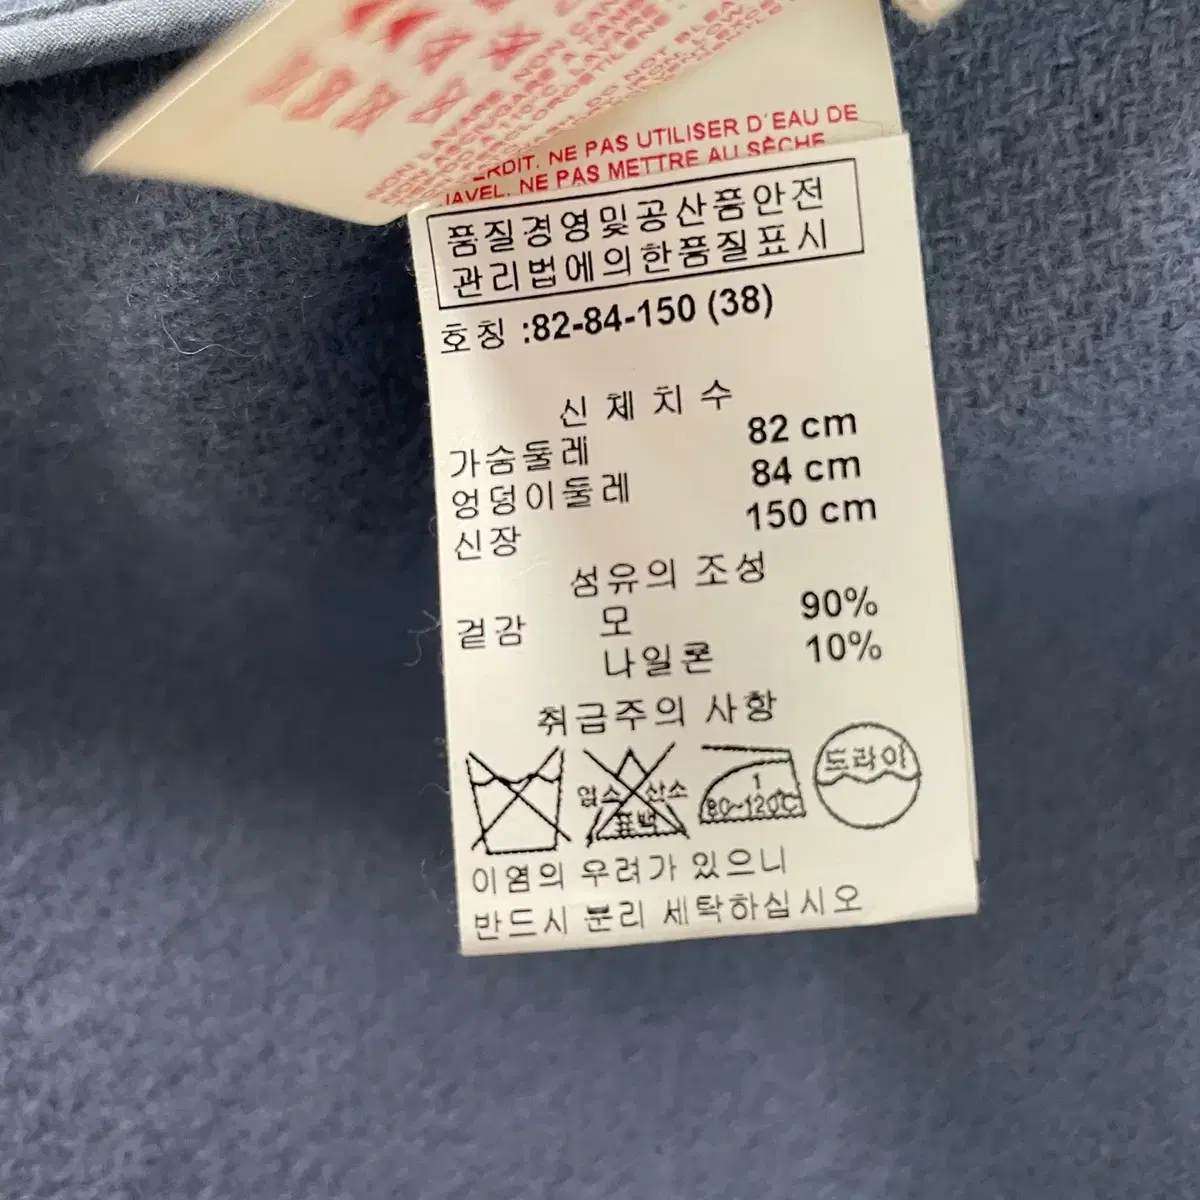 NE PAS UTILISER D'EAU DE
JAVEL. NE PAS METTRE AU SÈCHE
품질경영및공산품안전
관리법에의한품질표시
호칭 :82-84-150 (38)
신체치수
가슴둘레 82 cm
엉덩이둘레 84 cm
신장 150 cm
섬유의 조성
겉감 모 90%
나일론 10%
취급주의 사항
염소 산소
표백
1
80~120℃
드라이
이염의 우려가 있으니
반드시 분리 세탁하십시오